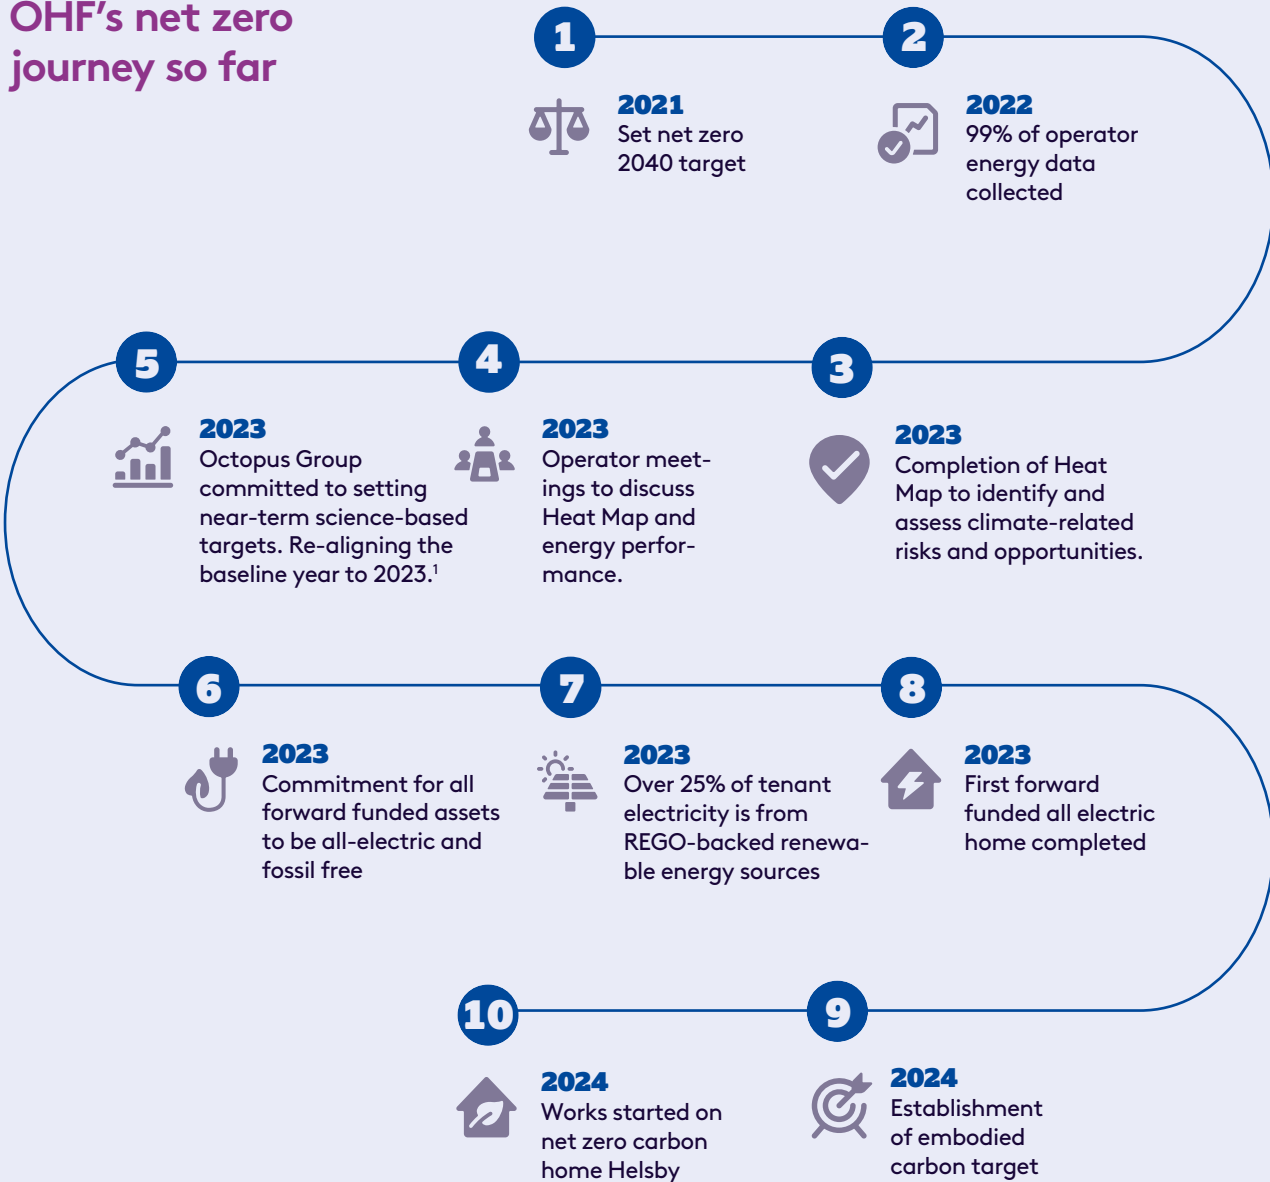 OHF's net zero
journey so far
1
2021
Set net zero
2040 target
2
2022
99% of operator
energy data
collected
3
2023
Completion of Heat
Map to identify and
assess climate-related
risks and opportunities.
4
2023
Operator meet-
ings to discuss
Heat Map and
energy perfor-
mance.
5
2023
Octopus Group
committed to setting
near-term science-based
targets. Re-aligning the
baseline year to 2023.¹
6
2023
Commitment for all
forward funded assets
to be all-electric and
fossil free
7
2023
Over 25% of tenant
electricity is from
REGO-backed renewa-
ble energy sources
8
2023
First forward
funded all electric
home completed
9
2024
Establishment
of embodied
carbon target
10
2024
Works started on
net zero carbon
home Helsby